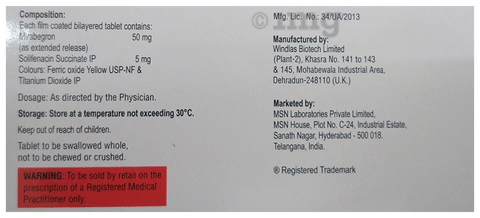 Composition:
Each film coated bilayered tablet contains:
Mirabegron 50 mg
(as extended release)
Solifenacin Succinate IP 5 mg
Colours: Ferric oxide Yellow USP-NF &
Titanium Dioxide IP
Dosage: As directed by the Physician.
Storage: Store at a temperature not exceeding 30°C.
Keep out of reach of children.
Tablet to be swallowed whole,
not to be chewed or crushed.
WARNING: To be sold by retail on the
prescription of a Registered Medical
Practitioner only.
Mfg. Lic. No.: 34/UA/2013
Manufactured by:
Windlas Biotech Limited
(Plant-2), Khasra No. 141 to 143
& 145, Mohabewala Industrial Area,
Dehradun-248110 (U.K.)
Marketed by:
MSN Laboratories Private Limited,
MSN House, Plot No. C-24, Industrial Estate,
Sanath Nagar, Hyderabad - 500 018.
Telangana, India.
® Registered Trademark